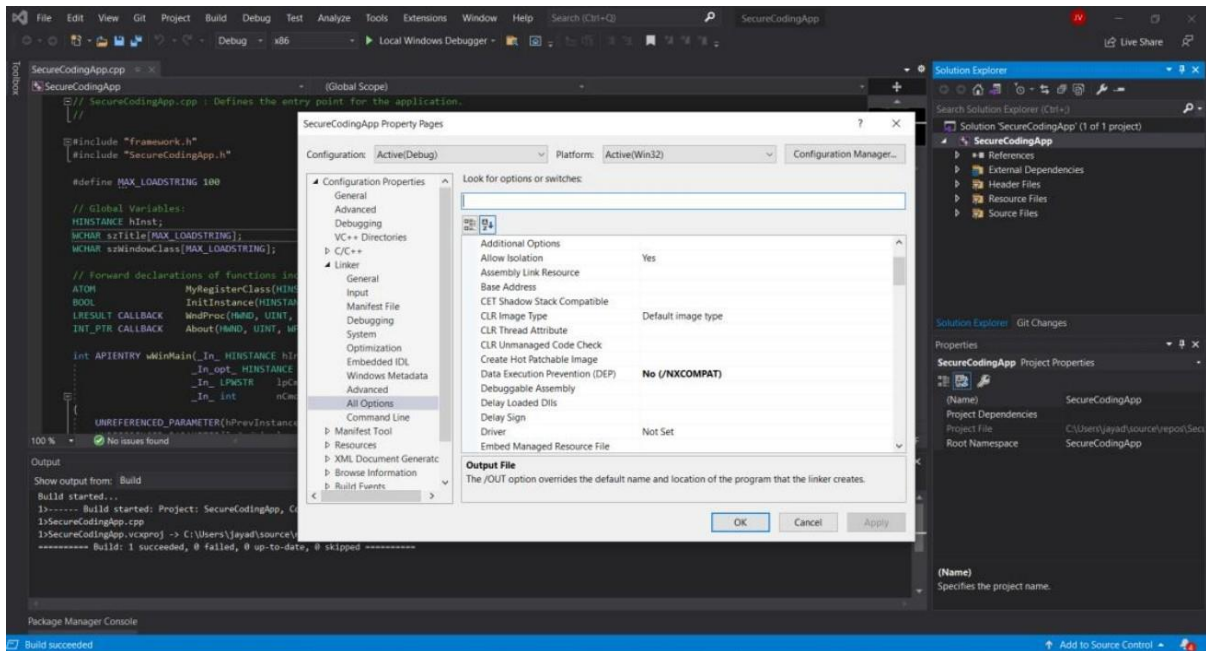 File Edit View Git Project Build Debug Test Analyze Tools Extensions Window Help Search (Ctrl+Q) SecureCodingApp JV
Debug x86 Local Windows Debugger Live Share
Toolbox
SecureCodingApp.cpp
SecureCodingApp (Global Scope)
// SecureCodingApp.cpp : Defines the entry point for the application.
//
#include "framework.h"
#include "SecureCodingApp.h"
#define MAX_LOADSTRING 100
// Global Variables:
HINSTANCE hInst;
WCHAR szTitle[MAX_LOADSTRING];
WCHAR szWindowClass[MAX_LOADSTRING];
// Forward declarations of functions inc
ATOM MyRegisterClass(HINS
BOOL InitInstance(HINSTAN
LRESULT CALLBACK WndProc(HWND, UINT,
INT_PTR CALLBACK About(HWND, UINT, WP
int APIENTRY wWinMain(_In_ HINSTANCE hIn
_In_opt_ HINSTANCE
_In_ LPWSTR lpCm
_In_ int nCmd
{
UNREFERENCED_PARAMETER(hPrevInstance
100 % No issues found
SecureCodingApp Property Pages ? ×
Configuration: Active(Debug) Platform: Active(Win32) Configuration Manager...
Configuration Properties
General
Advanced
Debugging
VC++ Directories
C/C++
Linker
General
Input
Manifest File
Debugging
System
Optimization
Embedded IDL
Windows Metadata
Advanced
All Options
Command Line
Manifest Tool
Resources
XML Document Generatc
Browse Information
Build Events
Look for options or switches:
Additional Options
Allow Isolation Yes
Assembly Link Resource
Base Address
CET Shadow Stack Compatible
CLR Image Type Default image type
CLR Thread Attribute
CLR Unmanaged Code Check
Create Hot Patchable Image
Data Execution Prevention (DEP) No (/NXCOMPAT)
Debuggable Assembly
Delay Loaded Dlls
Delay Sign
Driver Not Set
Embed Managed Resource File
Output File
The /OUT option overrides the default name and location of the program that the linker creates.
OK Cancel Apply
Output
Show output from: Build
Build started...
1>------ Build started: Project: SecureCodingApp, Co
1>SecureCodingApp.cpp
1>SecureCodingApp.vcxproj -> C:\Users\jayad\source\
========== Build: 1 succeeded, 0 failed, 0 up-to-date, 0 skipped ==========
Package Manager Console
Solution Explorer
Search Solution Explorer (Ctrl+;)
Solution 'SecureCodingApp' (1 of 1 project)
SecureCodingApp
References
External Dependencies
Header Files
Resource Files
Source Files
Solution Explorer Git Changes
Properties
SecureCodingApp Project Properties
(Name) SecureCodingApp
Project Dependencies
Project File C:\Users\jayad\source\repos\Secu
Root Namespace SecureCodingApp
(Name)
Specifies the project name.
Build succeeded Add to Source Control